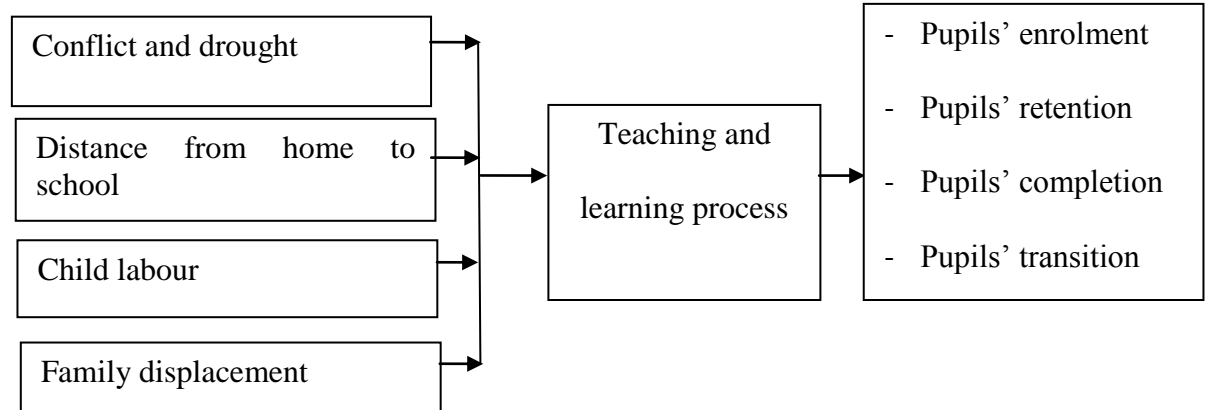 Conflict and drought
Distance from home to
school
Child labour
Family displacement
Teaching and
learning process
- Pupils’ enrolment
- Pupils’ retention
- Pupils’ completion
- Pupils’ transition